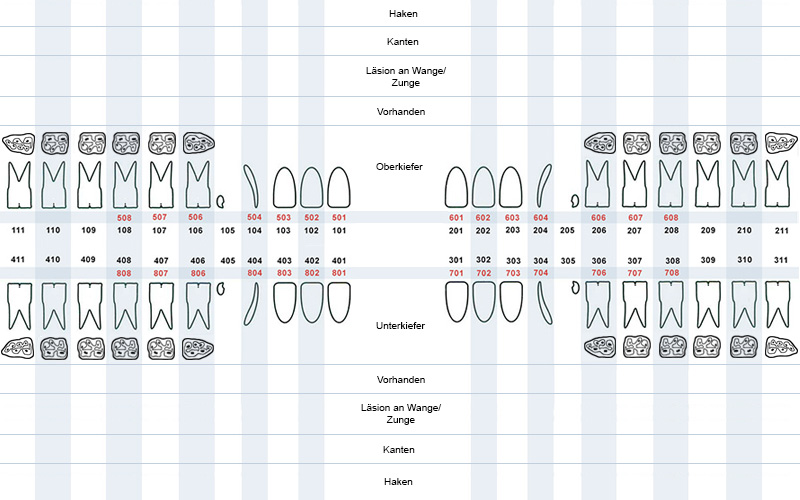 Haken
Kanten
Läsion an Wange/
Zunge
Vorhanden
Oberkiefer
508 507 506 504 503 502 501 601 602 603 604 606 607 608
111 110 109 108 107 106 105 104 103 102 101 201 202 203 204 205 206 207 208 209 210 211
411 410 409 408 407 406 405 404 403 402 401 301 302 303 304 305 306 307 308 309 310 311
808 807 806 804 803 802 801 701 702 703 704 706 707 708
Unterkiefer
Vorhanden
Läsion an Wange/
Zunge
Kanten
Haken